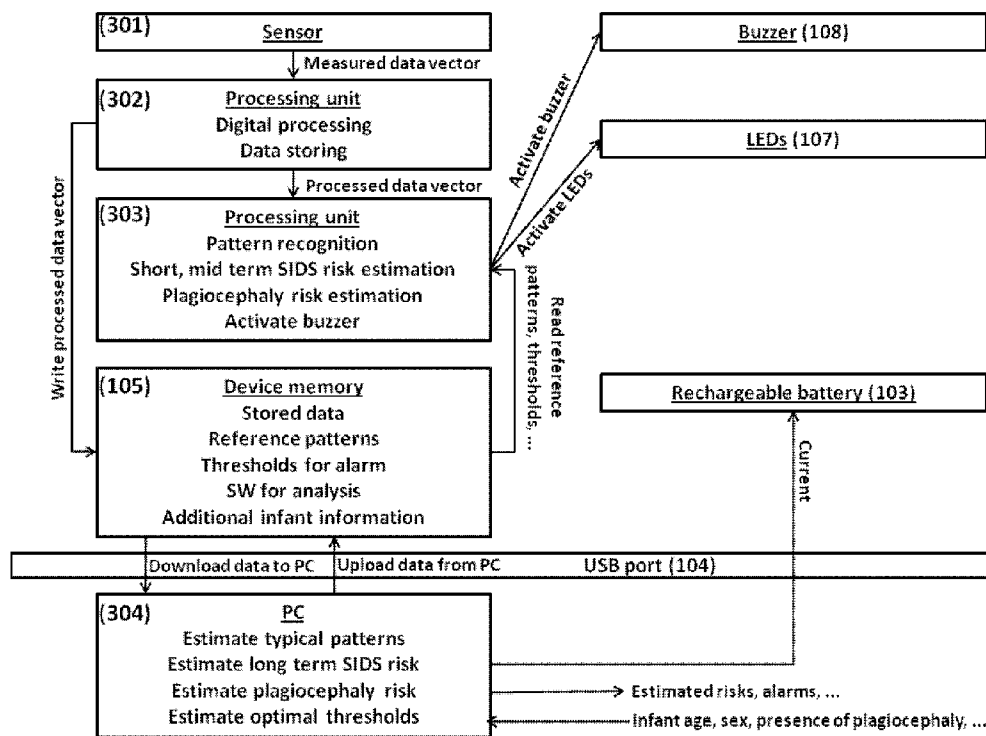 (301)
Sensor
Measured data vector
(302)
Processing unit
Digital processing
Data storing
Processed data vector
Write processed data vector
(303)
Processing unit
Pattern recognition
Short, mid term SIDS risk estimation
Plagiocephaly risk estimation
Activate buzzer
Buzzer (108)
Activate buzzer
LEDs (107)
Activate LEDs
Read reference
patterns, thresholds, ...
(105)
Device memory
Stored data
Reference patterns
Thresholds for alarm
SW for analysis
Additional infant information
Rechargeable battery (103)
Current
Download data to PC
Upload data from PC
USB port (104)
(304)
PC
Estimate typical patterns
Estimate long term SIDS risk
Estimate plagiocephaly risk
Estimate optimal thresholds
Estimated risks, alarms, ...
Infant age, sex, presence of plagiocephaly, ...